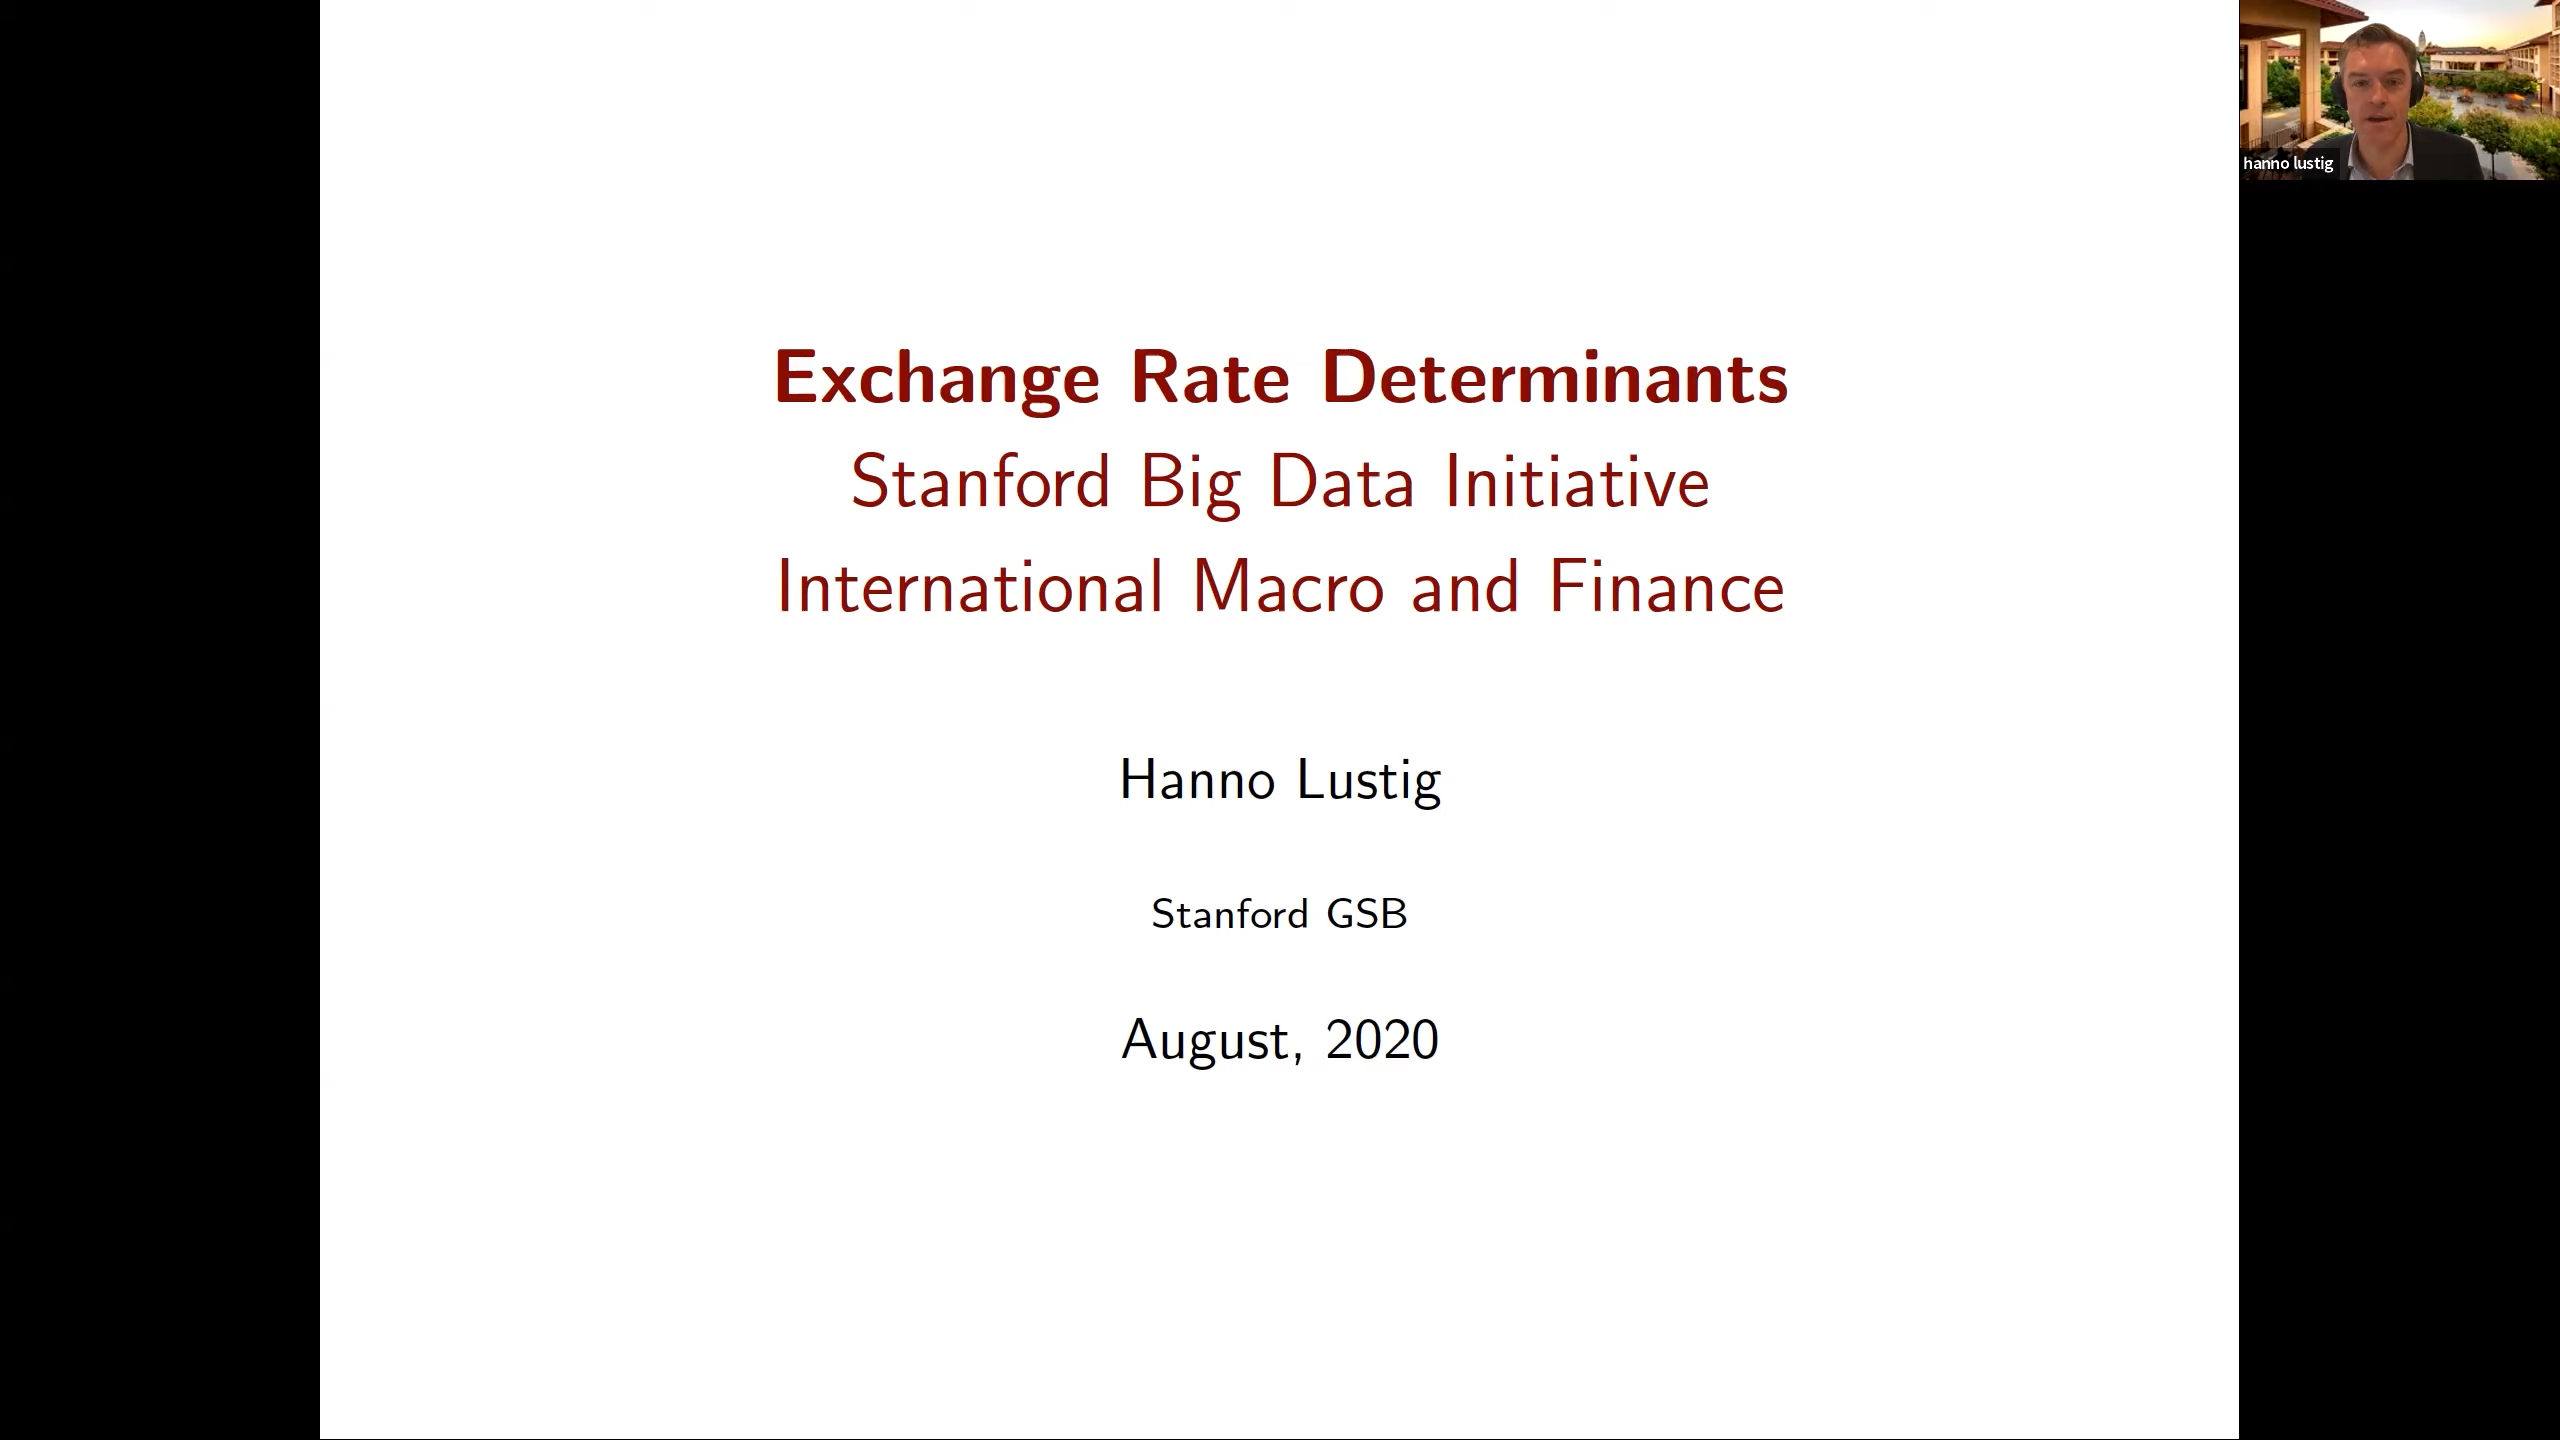 Exchange Rate Determinants
Stanford Big Data Initiative
International Macro and Finance
Hanno Lustig
Stanford GSB
August, 2020
hanno lustig